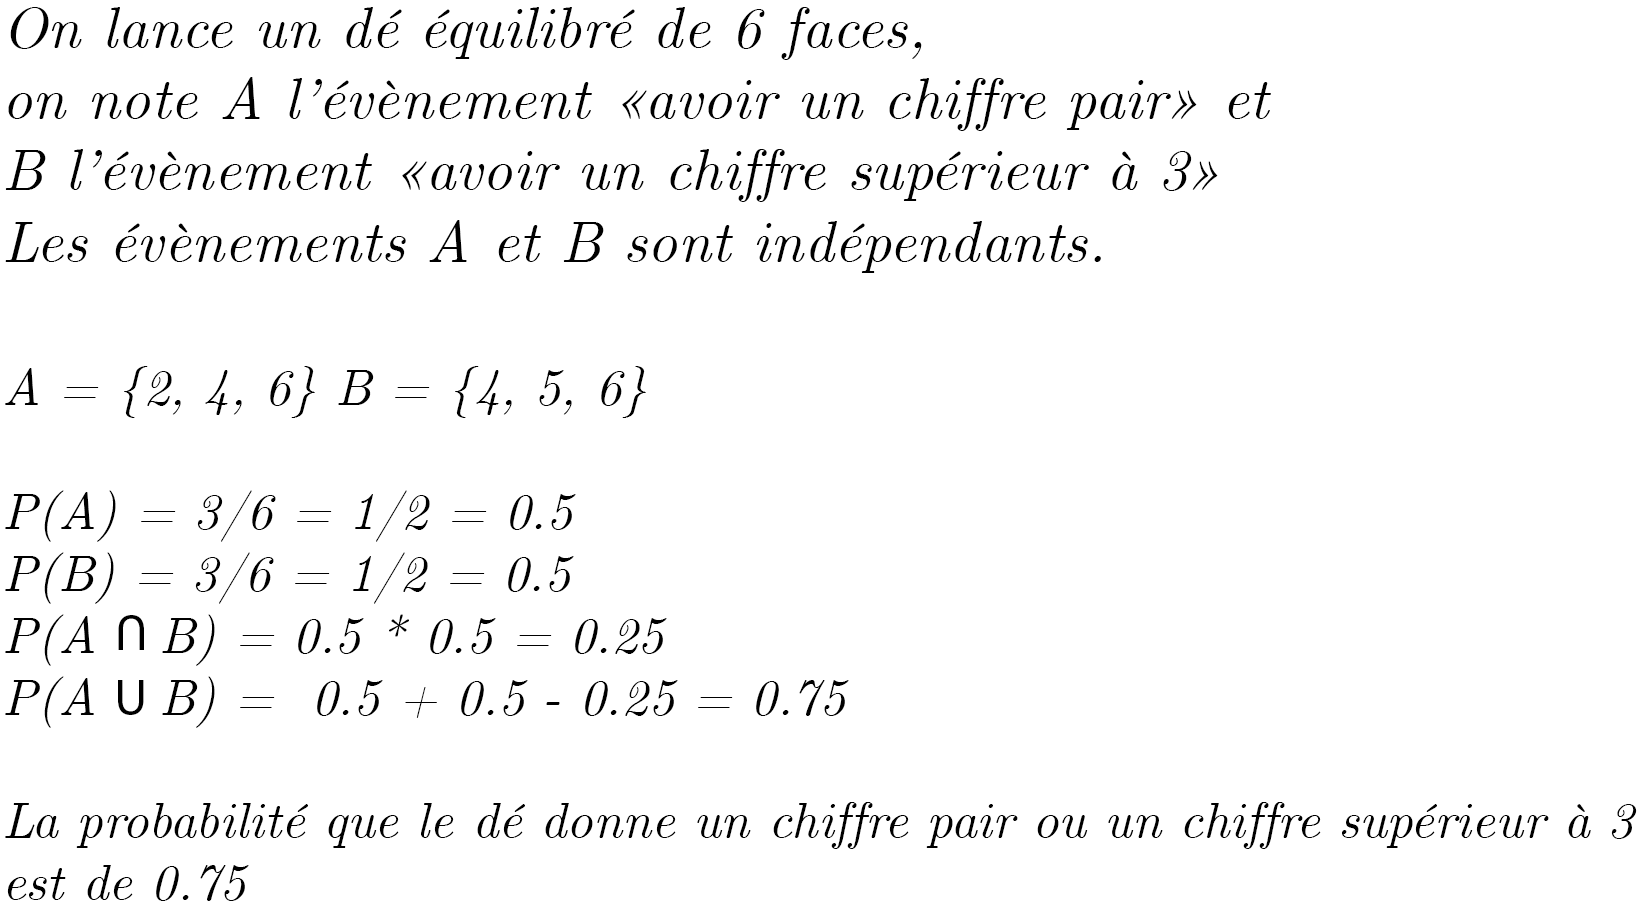 On lance un dé équilibré de 6 faces,
on note A l'évènement «avoir un chiffre pair» et
B l'évènement «avoir un chiffre supérieur à 3»
Les évènements A et B sont indépendants.
A = {2, 4, 6} B = {4, 5, 6}
P(A) = 3/6 = 1/2 = 0.5
P(B) = 3/6 = 1/2 = 0.5
P(A ∩ B) = 0.5 * 0.5 = 0.25
P(A ∪ B) = 0.5 + 0.5 - 0.25 = 0.75
La probabilité que le dé donne un chiffre pair ou un chiffre supérieur à 3
est de 0.75